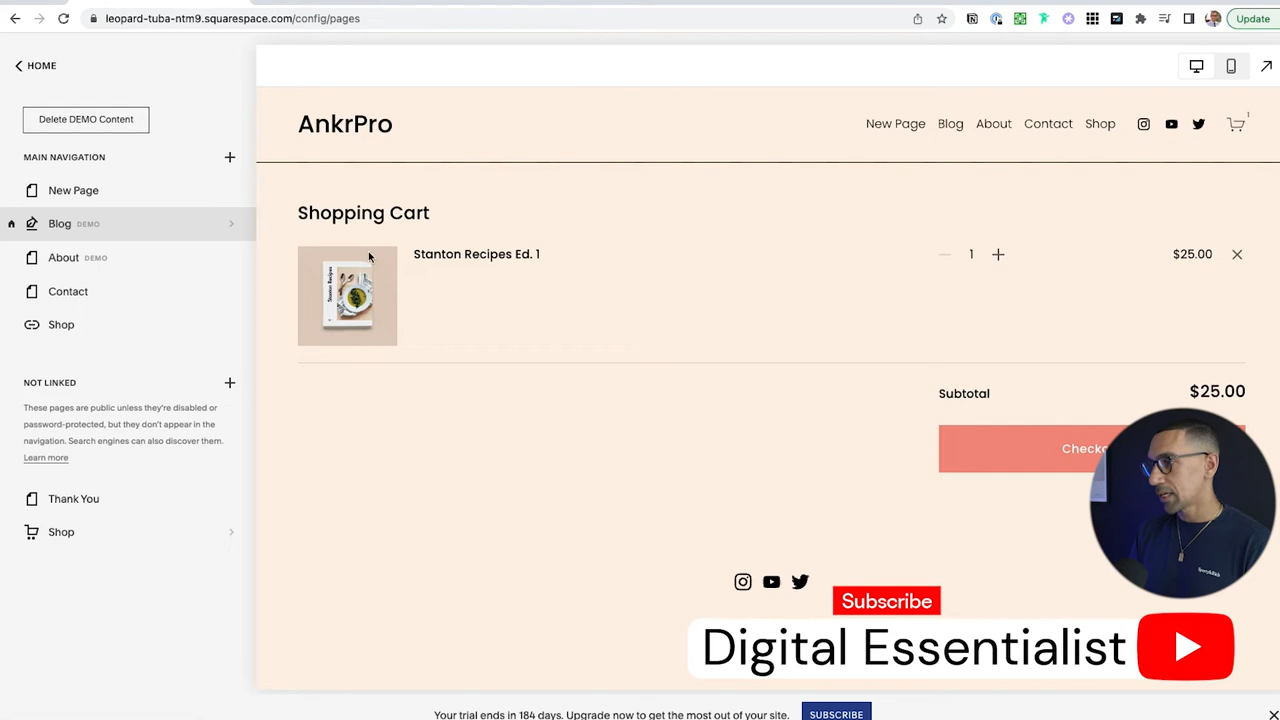 leopard-tuba-ntm9.squarespace.com/config/pages
Update
HOME
Delete DEMO Content
MAIN NAVIGATION
New Page
Blog DEMO
About DEMO
Contact
Shop
NOT LINKED
These pages are public unless they're disabled or
password-protected, but they don't appear in the
navigation. Search engines can also discover them.
Learn more
Thank You
Shop
AnkrPro
New Page Blog About Contact Shop
1
Shopping Cart
Stanton Recipes
Stanton Recipes Ed. 1
1
$25.00
Subtotal $25.00
Subscribe
Digital Essentialist
Your trial ends in 184 days. Upgrade now to get the most out of your site.
SUBSCRIBE